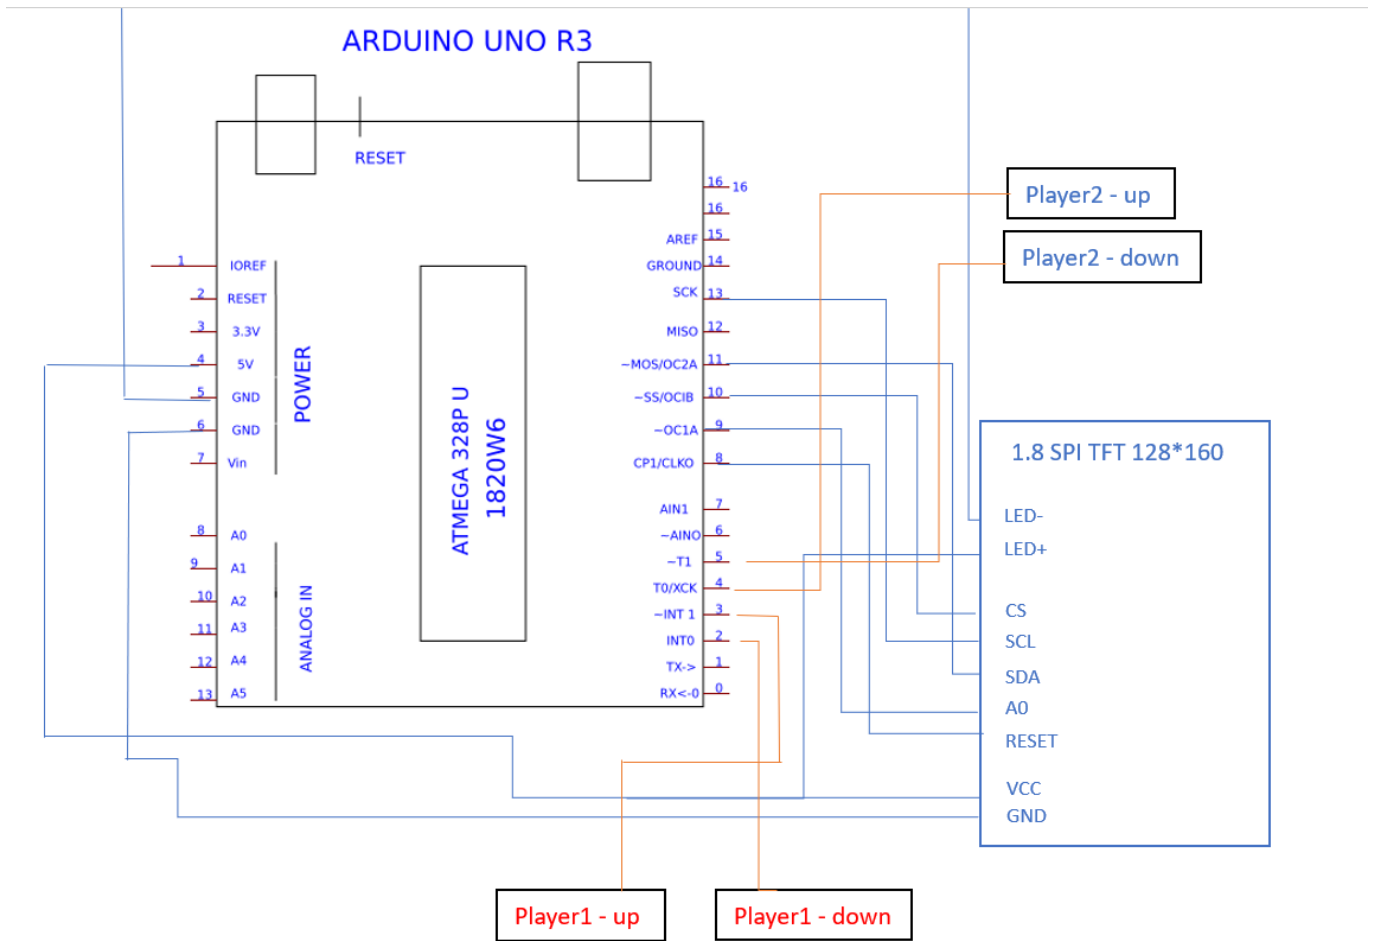 ARDUINO UNO R3
RESET
16 16
16
AREF 15
GROUND 14
SCK 13
MISO 12
~MOS/OC2A 11
~SS/OCIB 10
~OC1A 9
CP1/CLKO 8
AIN1 7
~AINO 6
~T1 5
T0/XCK 4
~INT 1 3
INT0 2
TX-> 1
RX<-0 0
1 IOREF
2 RESET
3 3.3V
4 5V
5 GND
6 GND
7 Vin
POWER
8 A0
9 A1
10 A2
11 A3
12 A4
13 A5
ANALOG IN
ATMEGA 328P U
1820W6
Player2 - up
Player2 - down
1.8 SPI TFT 128*160
LED-
LED+
CS
SCL
SDA
A0
RESET
VCC
GND
Player1 - up
Player1 - down